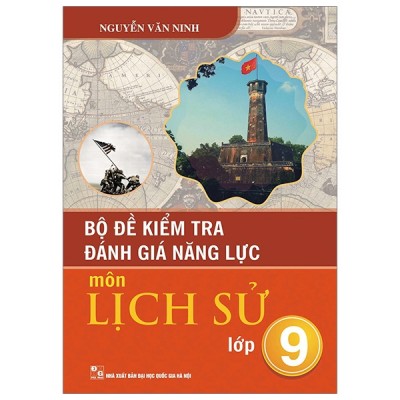 NGUYỄN VĂN NINH
BỘ ĐỀ KIỂM TRA
ĐÁNH GIÁ NĂNG LỰC
môn
LỊCH SỬ
lớp 9
NHÀ XUẤT BẢN ĐẠI HỌC QUỐC GIA HÀ NỘI